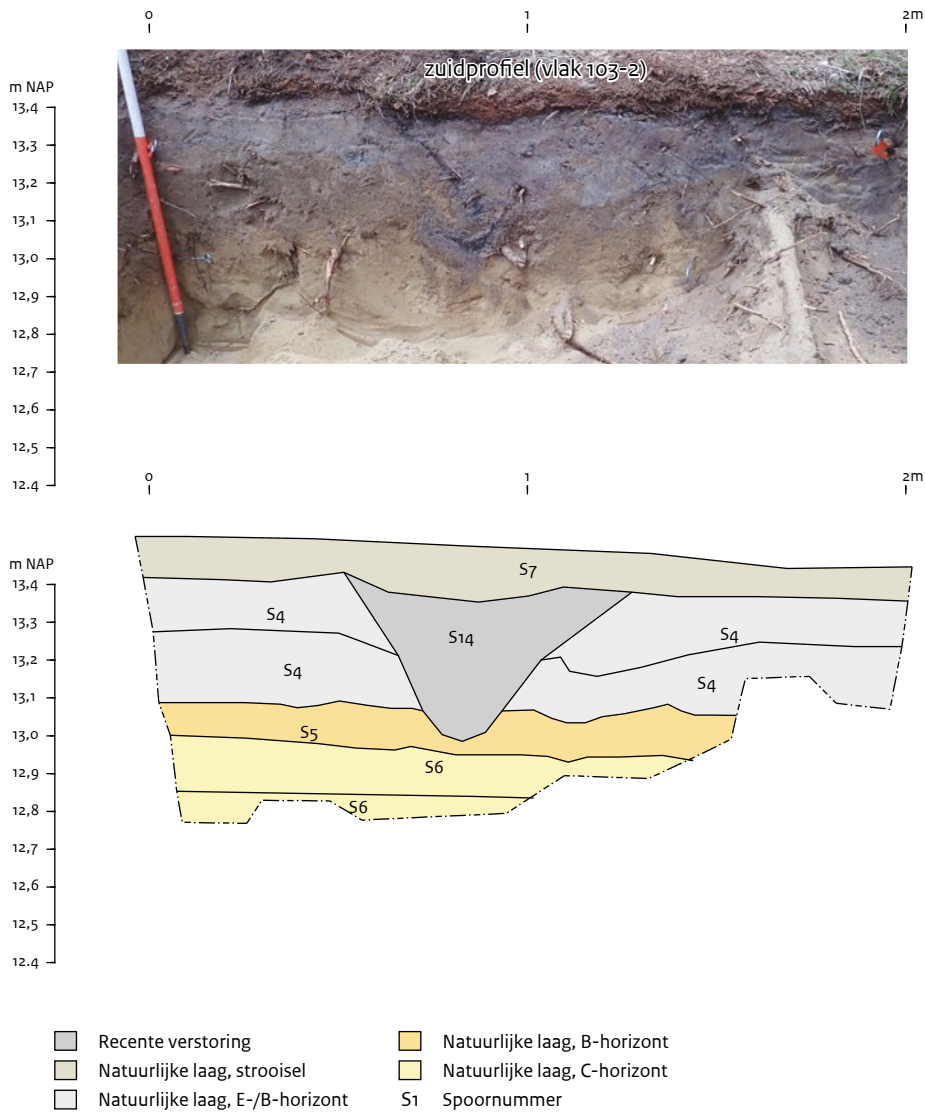 0 1 2m
zuidprofiel (vlak 103-2)
m NAP
13,4
13,3
13,2
13,1
13,0
12,9
12,8
12,7
12,6
12,5
12.4
0 1 2m
m NAP
13,4
13,3
13,2
13,1
13,0
12,9
12,8
12,7
12,6
12,5
12.4
S7
S4
S14
S4
S4
S4
S5
S6
S6
Recente verstoring
Natuurlijke laag, strooisel
Natuurlijke laag, E-/B-horizont
Natuurlijke laag, B-horizont
Natuurlijke laag, C-horizont
S1 Spoornummer